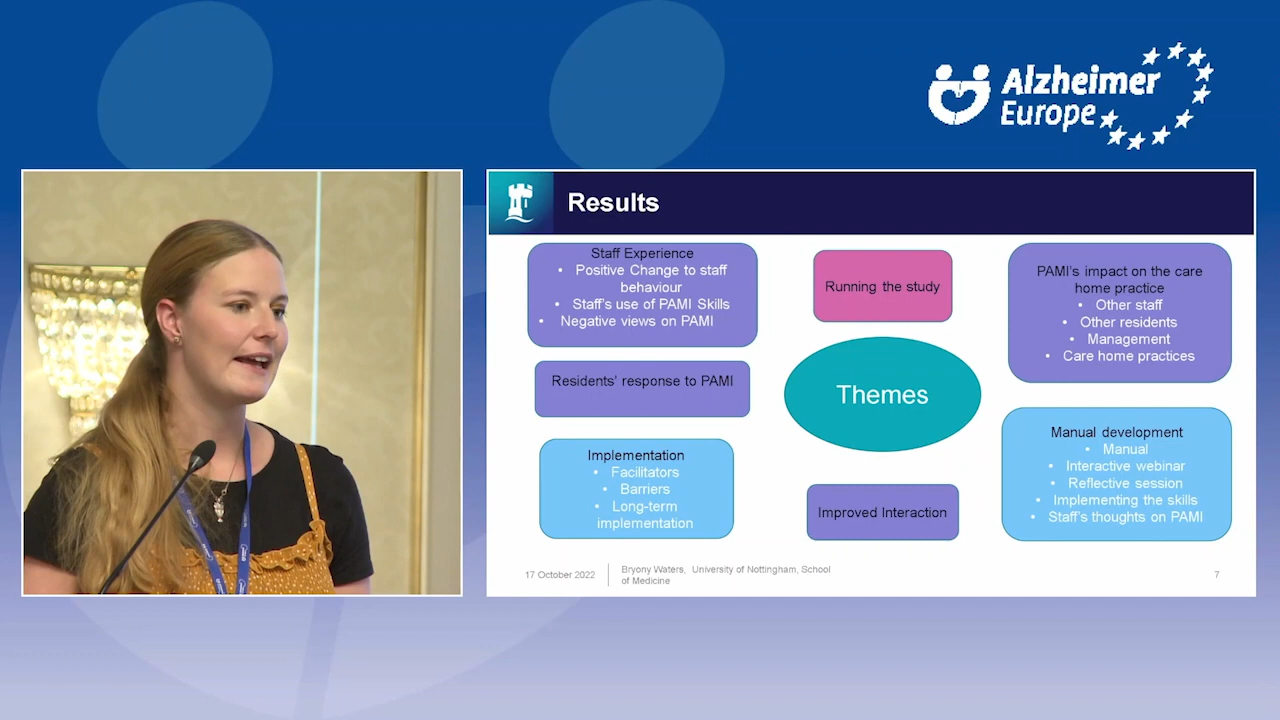 Alzheimer
Europe
Results
Staff Experience
• Positive Change to staff
behaviour
• Staff's use of PAMI Skills
• Negative views on PAMI
Running the study
PAMI's impact on the care
home practice
• Other staff
• Other residents
• Management
• Care home practices
Residents' response to PAMI
Themes
Implementation
• Facilitators
• Barriers
• Long-term
implementation
Improved Interaction
Manual development
• Manual
• Interactive webinar
• Reflective session
• Implementing the skills
• Staff's thoughts on PAMI
17 October 2022
Bryony Waters, University of Nottingham, School
of Medicine
7